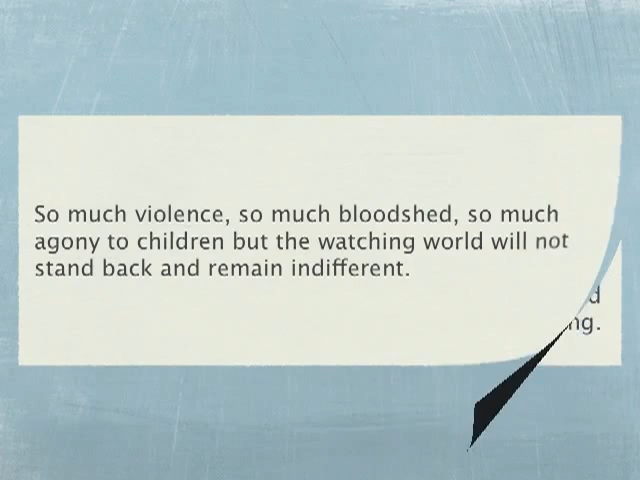 So much violence, so much bloodshed, so much
agony to children but the watching world will not
stand back and remain indifferent.